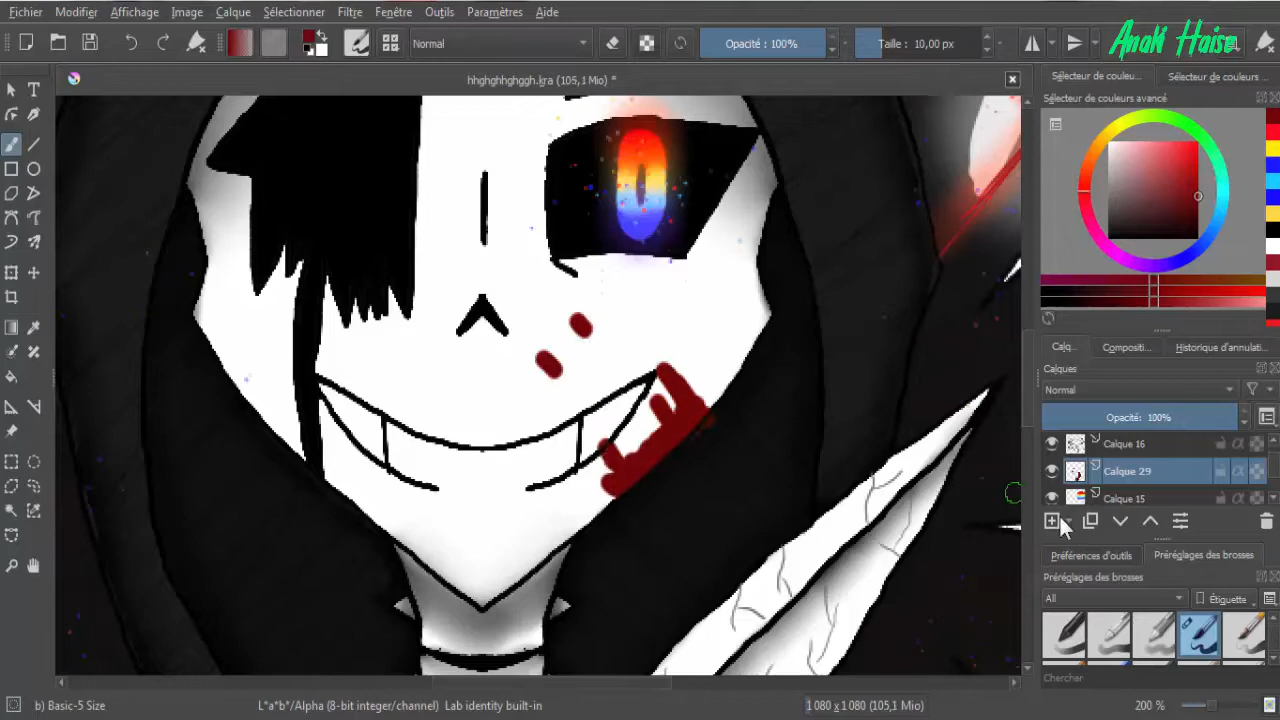 Fichier Modifier Affichage Image Calque Sélectionner Filtre Fenêtre Outils Paramètres Aide
Normal Opacité : 100% Taille : 10,00 px
Anaki Haise
hhghghhghggh.kra (105,1 Mio) *
Sélecteur de couleu... Sélecteur de couleurs ...
Sélecteur de couleurs avancé
Calq... Compositi... Historique d'annulati...
Calques
Normal
Opacité: 100%
Calque 16
Calque 29
Calque 15
Préférences d'outils Préréglages des brosses
Préréglages des brosses
All Étiquette
Chercher
b) Basic-5 Size L*a*b*/Alpha (8-bit integer/channel) Lab identity built-in 1 080 x 1 080 (105,1 Mio) 200 %